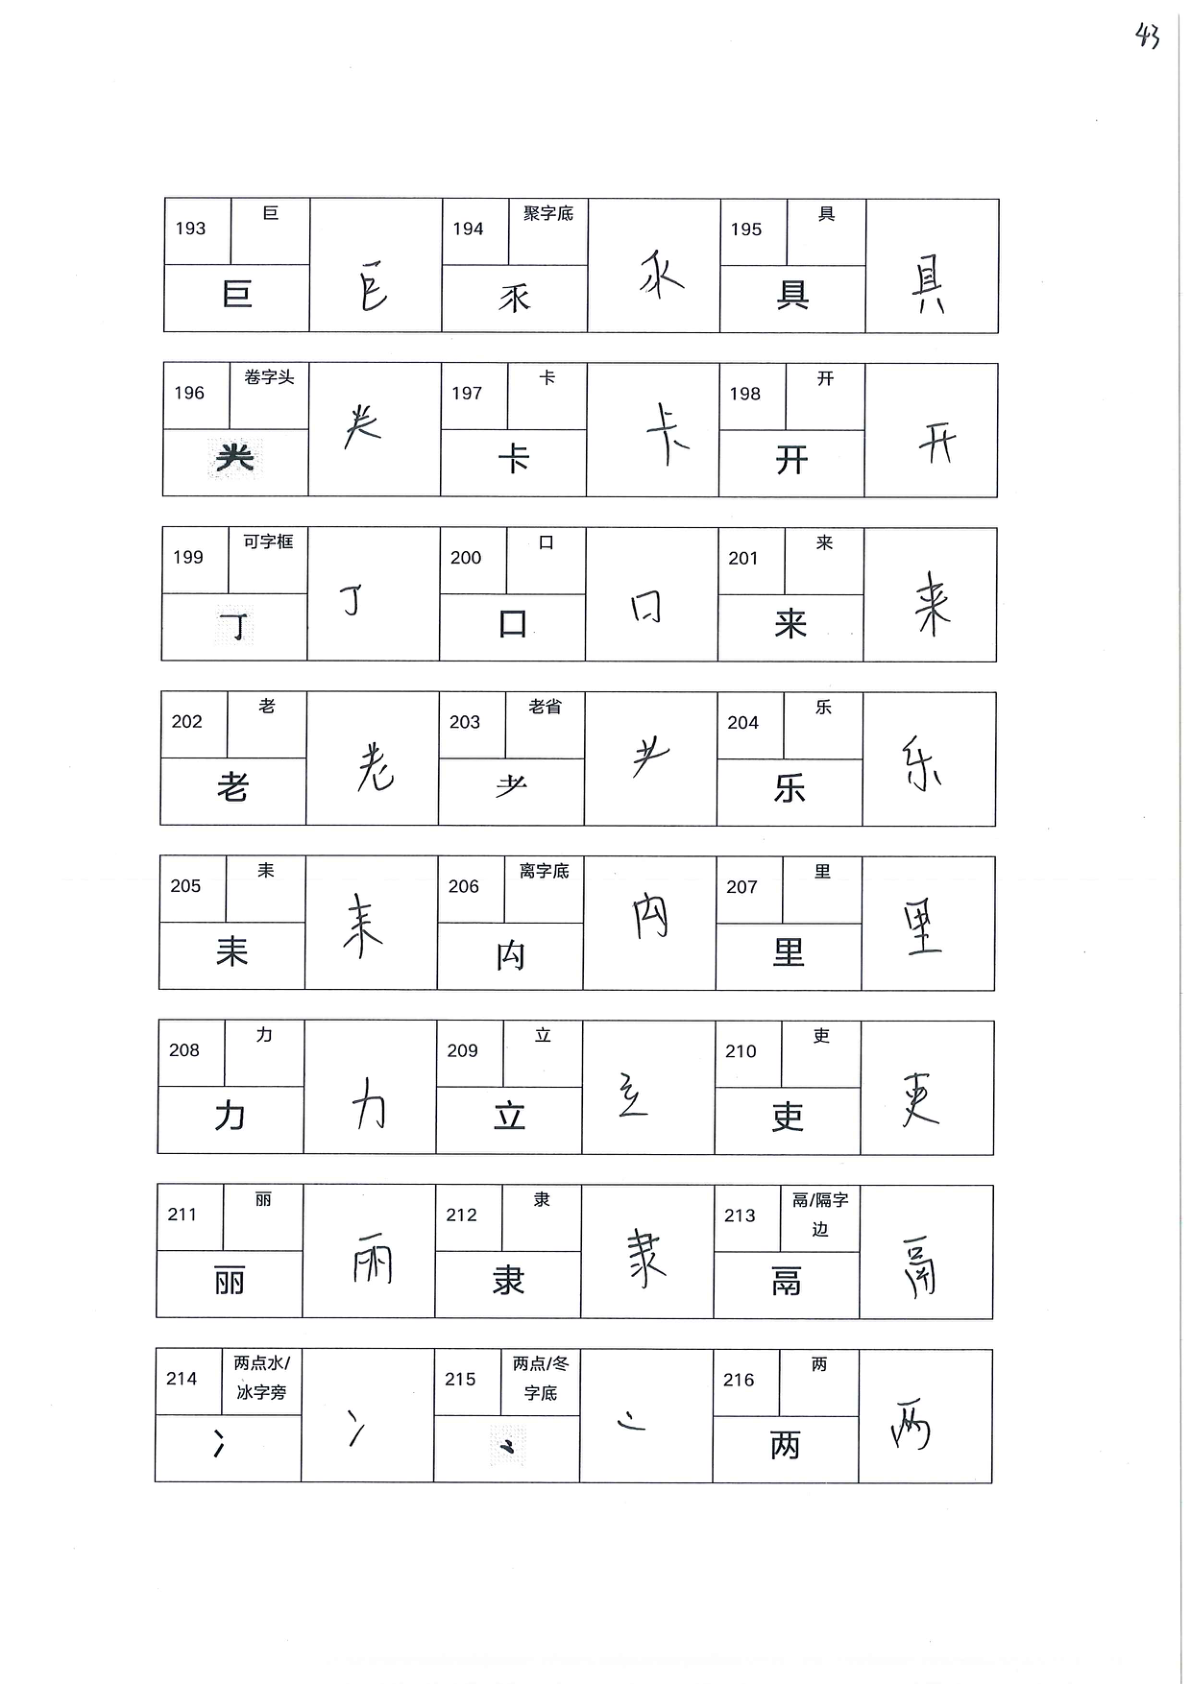 43
193 巨 巨 巨
194 聚字底 乑 乑
195 具 具 具
196 卷字头 龹 龹
197 卡 卡 卡
198 开 开 开
199 可字框 丁 丁
200 口 口 口
201 来 来 来
202 老 老 老
203 老省 耂 耂
204 乐 乐 乐
205 耒 耒 耒
206 离字底 禸 禸
207 里 里 里
208 力 力 力
209 立 立 立
210 吏 吏 吏
211 丽 丽 丽
212 隶 隶 隶
213 鬲/隔字
边 鬲 鬲
214 两点水/
冰字旁 冫 冫
215 两点/冬
字底 ⺀ ⺀
216 两 两 两